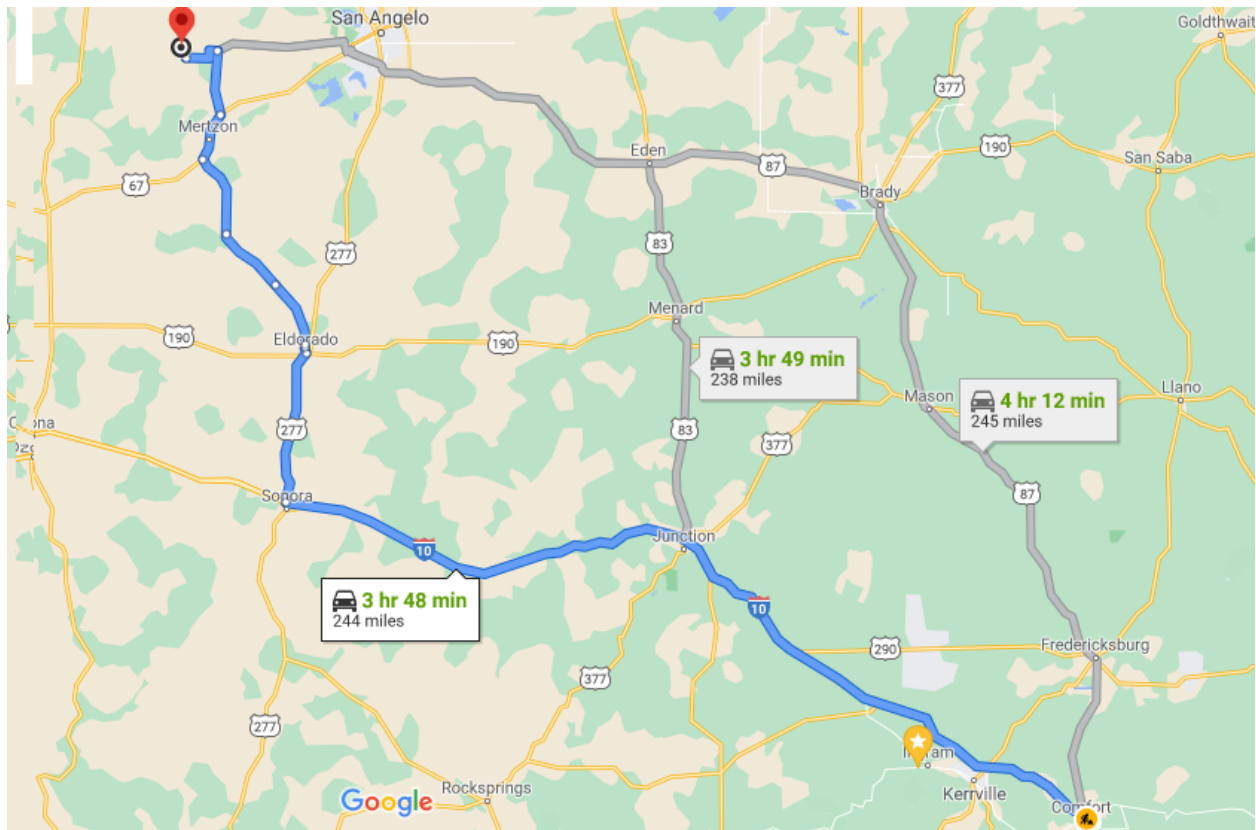 San Angelo
Goldthwait
377
Mertzon
190
Eden
87
San Saba
67
Brady
83
277
Menard
190
Eldorado
190
3 hr 49 min
238 miles
Mason
4 hr 12 min
245 miles
Llano
277
83
377
87
Sonora
10
Junction
3 hr 48 min
244 miles
10
290
Fredericksburg
377
277
Rocksprings
Kerrville
Google
Comfort